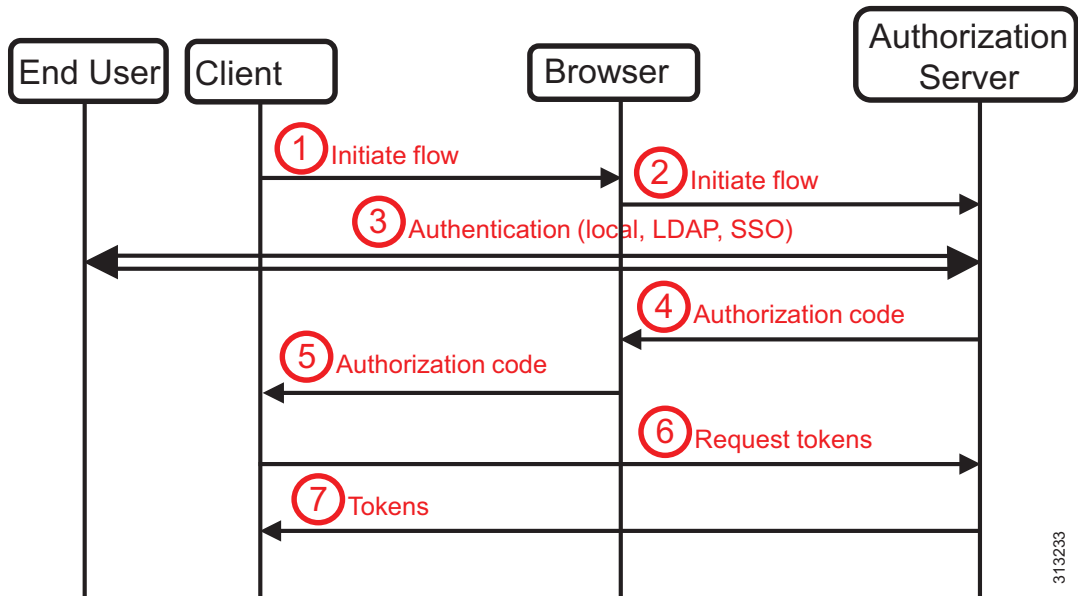 End User
Client
Browser
Authorization
Server
1 Initiate flow
2 Initiate flow
3 Authentication (local, LDAP, SSO)
4 Authorization code
5 Authorization code
6 Request tokens
7 Tokens
313233